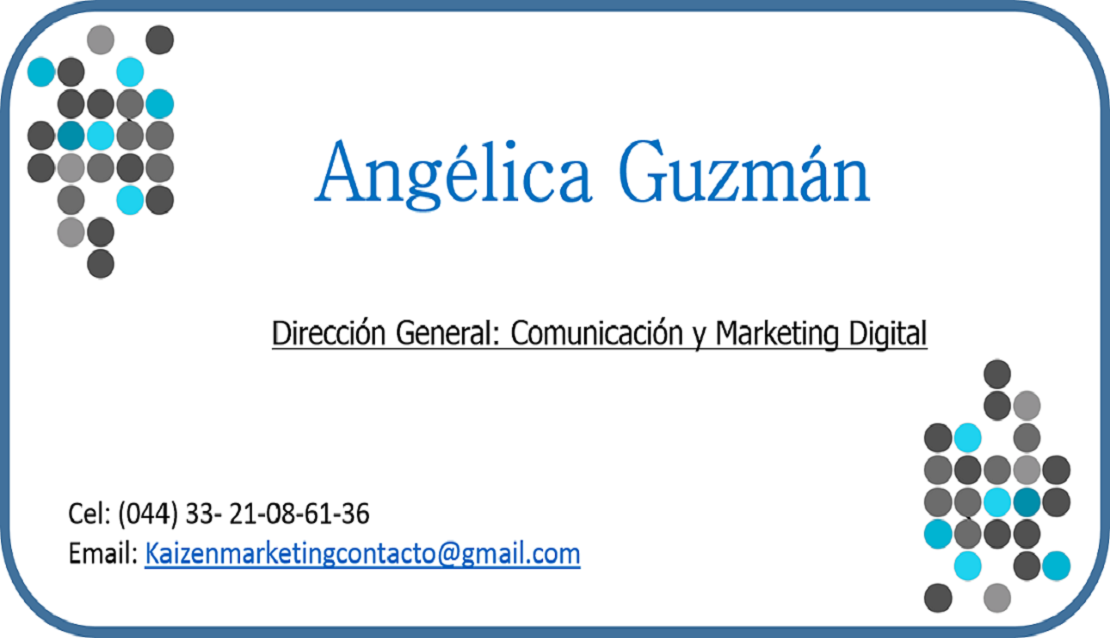 Angélica Guzmán
Dirección General: Comunicación y Marketing Digital
Cel: (044) 33- 21-08-61-36
Email: Kaizenmarketingcontacto@gmail.com